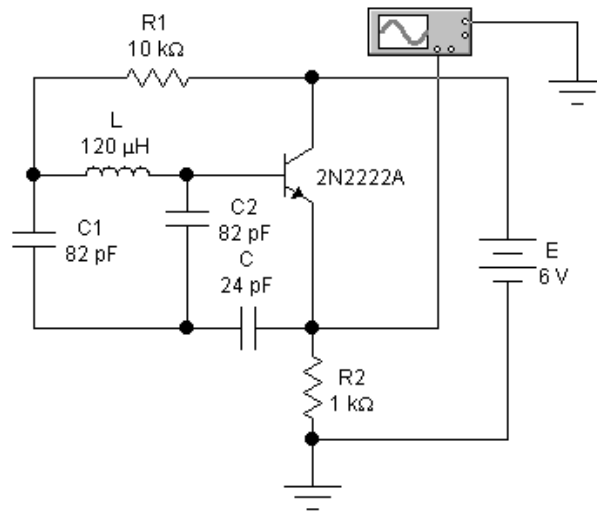 R1
10 kΩ
L
120 μH
2N2222A
C1
82 pF
C2
82 pF
C
24 pF
E
6 V
R2
1 kΩ